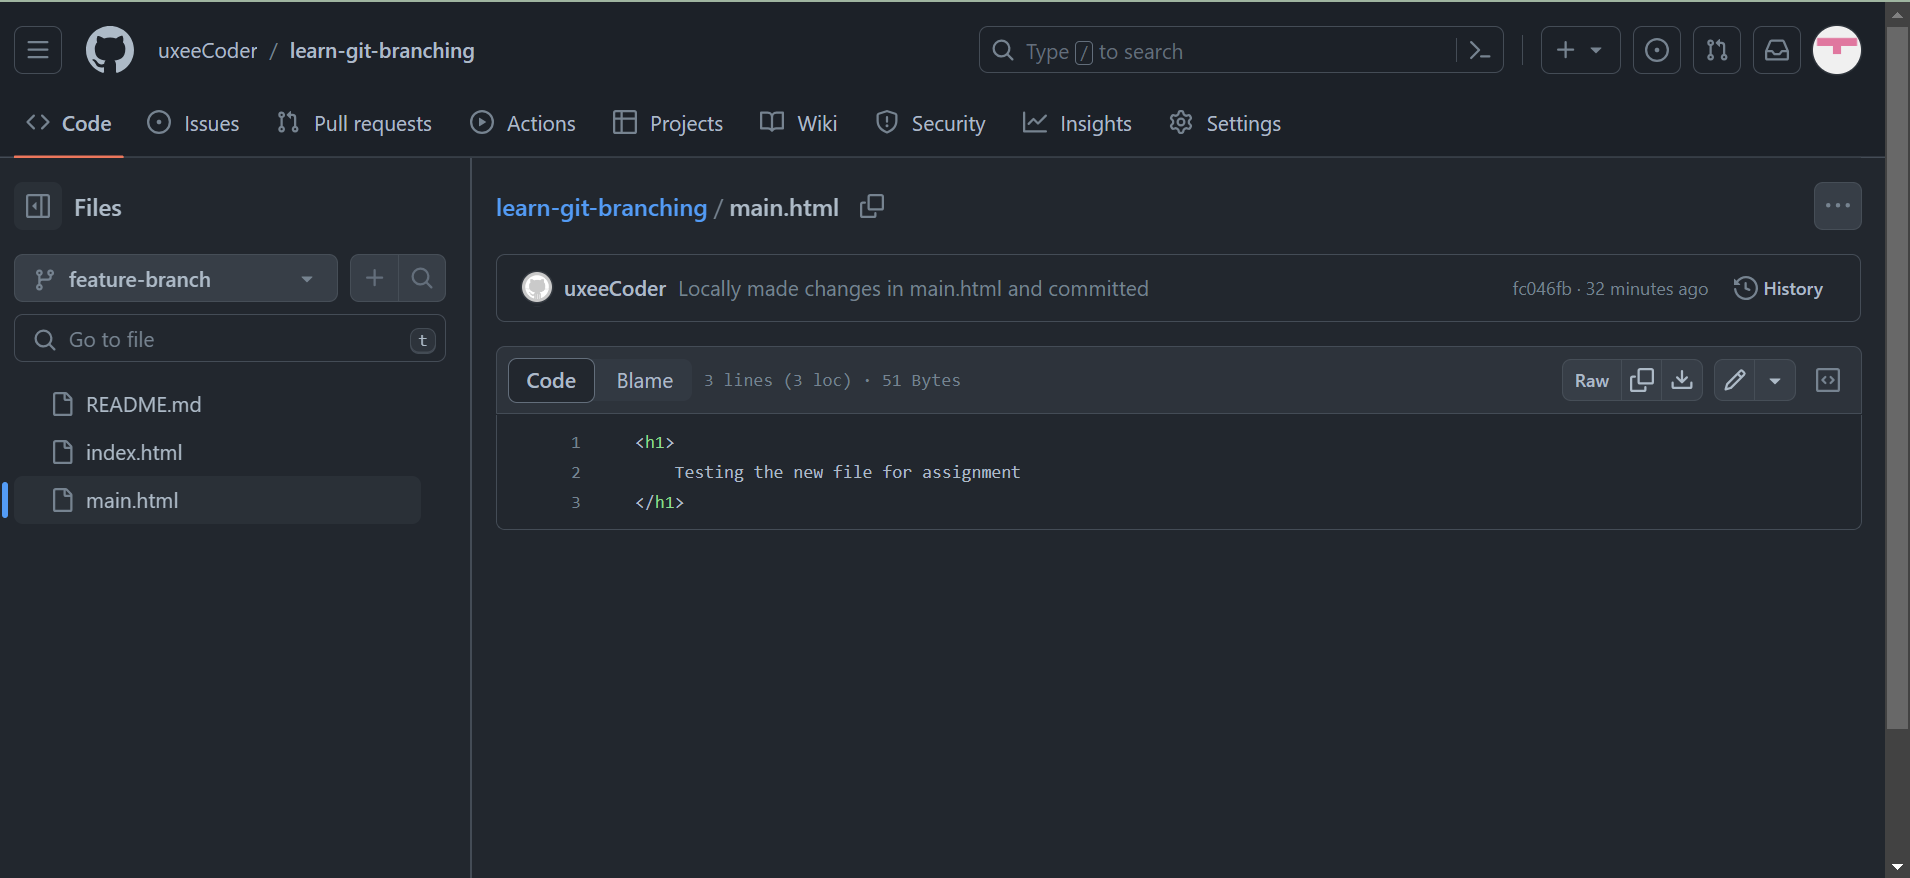 uxeeCoder / learn-git-branching
Type / to search
Code Issues Pull requests Actions Projects Wiki Security Insights Settings
Files
feature-branch
Go to file t
README.md
index.html
main.html
learn-git-branching / main.html
uxeeCoder Locally made changes in main.html and committed fc046fb · 32 minutes ago History
Code Blame 3 lines (3 loc) · 51 Bytes Raw
1 <h1>
2 Testing the new file for assignment
3 </h1>